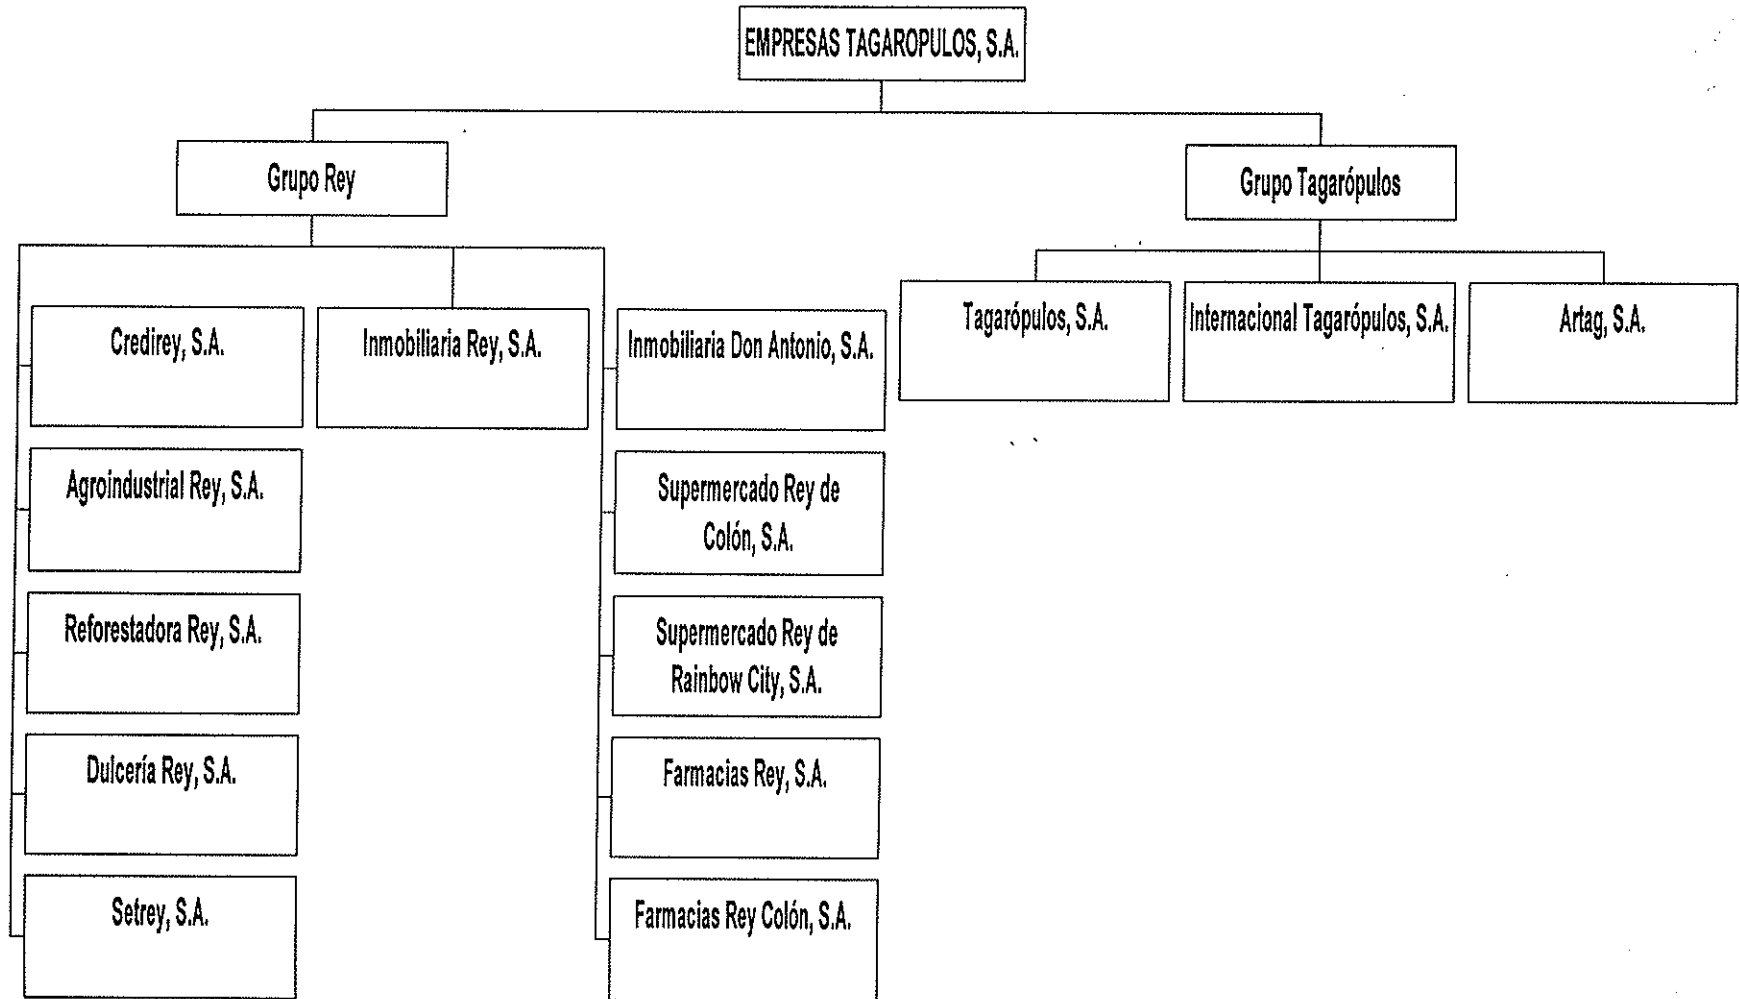 EMPRESAS TAGAROPULOS, S.A.
Grupo Rey
Grupo Tagarópulos
Credirey, S.A.
Agroindustrial Rey, S.A.
Reforestadora Rey, S.A.
Dulcería Rey, S.A.
Setrey, S.A.
Inmobiliaria Rey, S.A.
Inmobiliaria Don Antonio, S.A.
Supermercado Rey de
Colón, S.A.
Supermercado Rey de
Rainbow City, S.A.
Farmacias Rey, S.A.
Farmacias Rey Colón, S.A.
Tagarópulos, S.A.
Internacional Tagarópulos, S.A.
Artag, S.A.